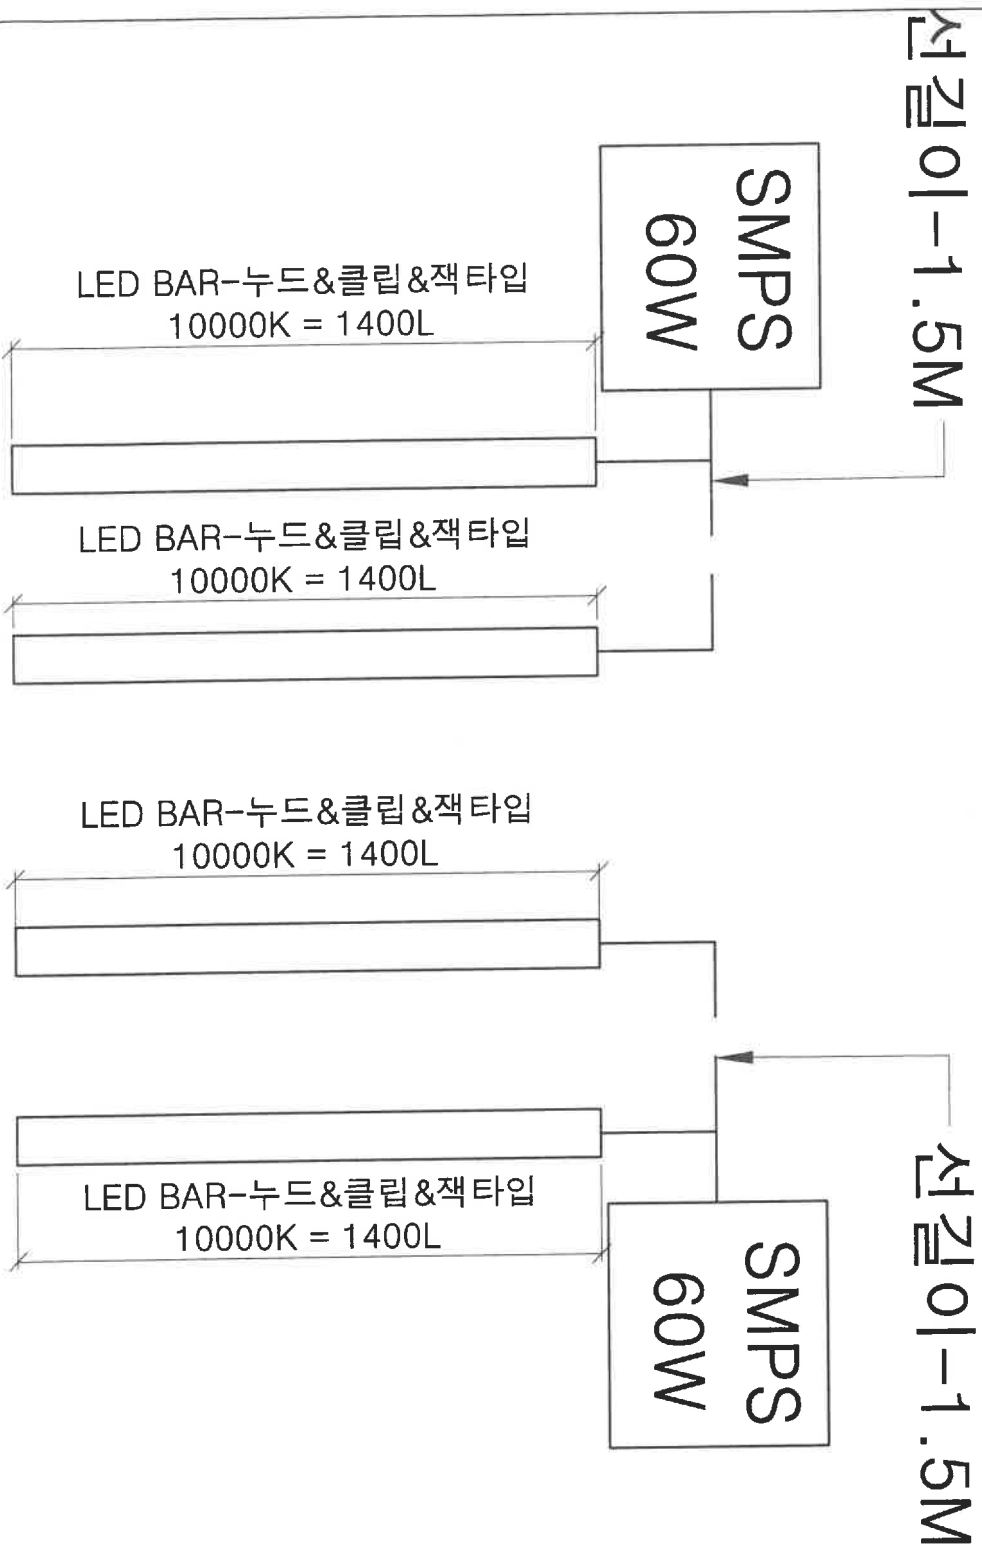 선길이-1.5M
SMPS
60W
LED BAR-누드&클립&잭타입
10000K = 1400L
LED BAR-누드&클립&잭타입
10000K = 1400L
LED BAR-누드&클립&잭타입
10000K = 1400L
LED BAR-누드&클립&잭타입
10000K = 1400L
SMPS
60W
선길이-1.5M